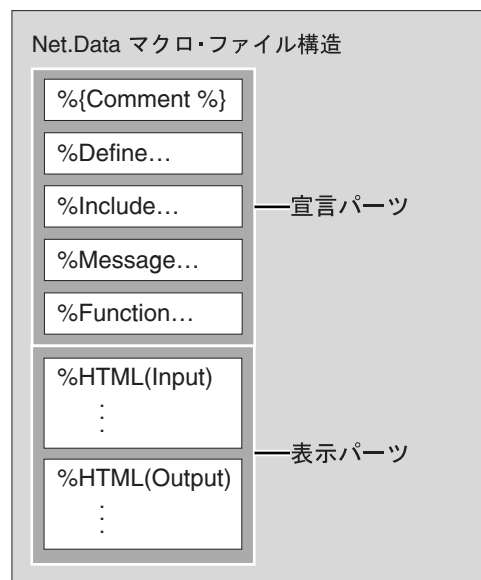 Net.Data マクロ・ファイル構造
%{Comment %}
%Define…
%Include…
宣言パーツ
%Message…
%Function…
%HTML(Input)
⋮
表示パーツ
%HTML(Output)
⋮